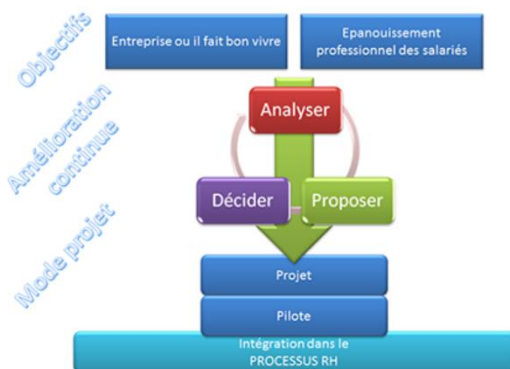 Objectifs
Entreprise ou il fait bon vivre
Epanouissement
professionnel des salariés
Amélioration
continue
Analyser
Décider
Proposer
Mode projet
Projet
Pilote
Intégration dans le
PROCESSUS RH